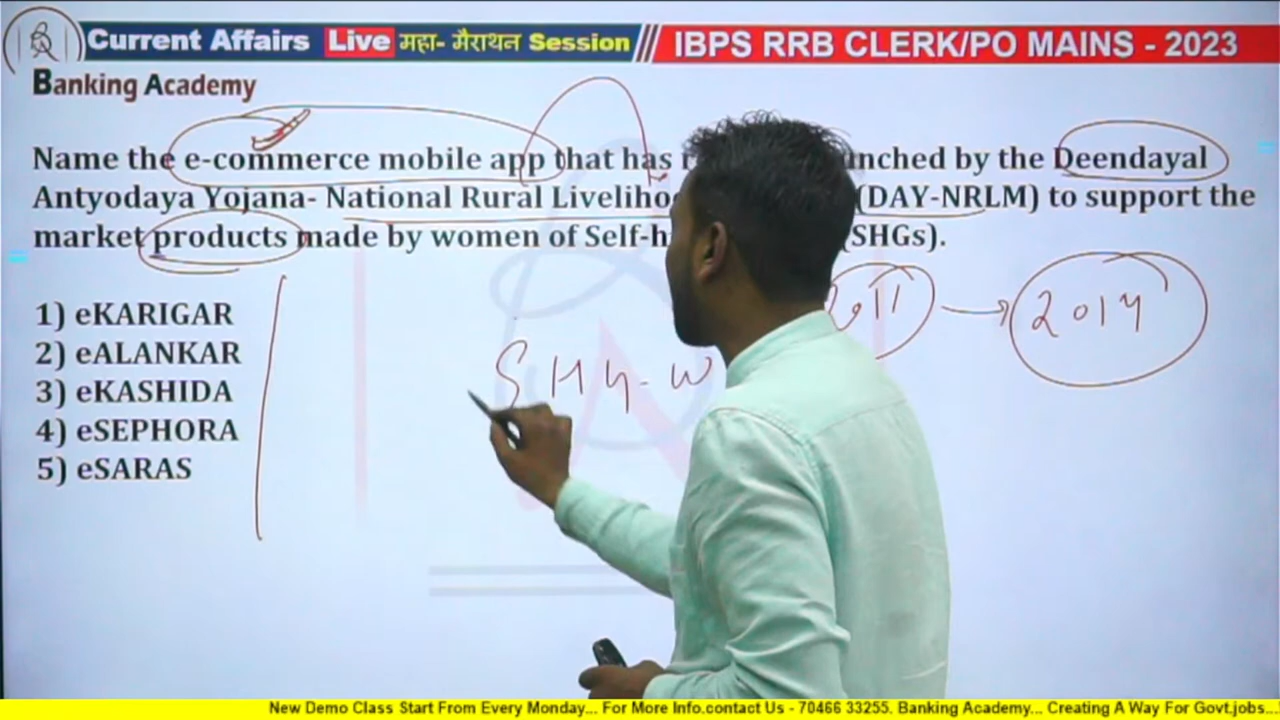 Current Affairs Live महा- मैराथन Session // IBPS RRB CLERK/PO MAINS - 2023
Banking Academy
Name the e-commerce mobile app that has unched by the Deendayal
Antyodaya Yojana- National Rural Liveliho (DAY-NRLM) to support the
market products made by women of Self-h (SHGs).
1) eKARIGAR
2) eALANKAR
3) eKASHIDA
4) eSEPHORA
5) eSARAS
2011 → 2014
SHG-W
New Demo Class Start From Every Monday... For More Info.contact Us - 70466 33255. Banking Academy... Creating A Way For Govt.jobs...